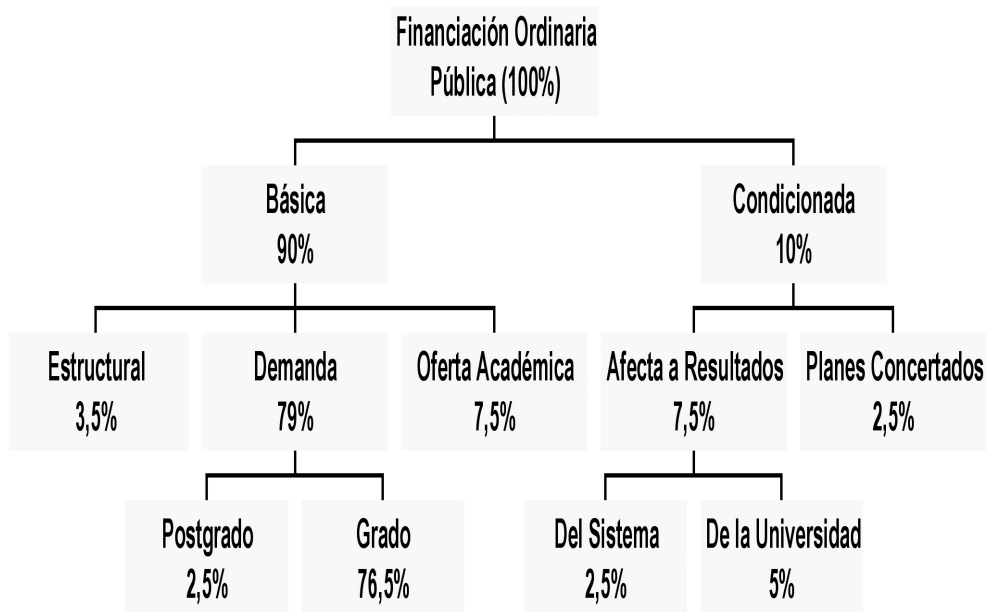 Financiación Ordinaria
Pública (100%)
Básica
90%
Condicionada
10%
Estructural
3,5%
Demanda
79%
Oferta Académica
7,5%
Afecta a Resultados
7,5%
Planes Concertados
2,5%
Postgrado
2,5%
Grado
76,5%
Del Sistema
2,5%
De la Universidad
5%